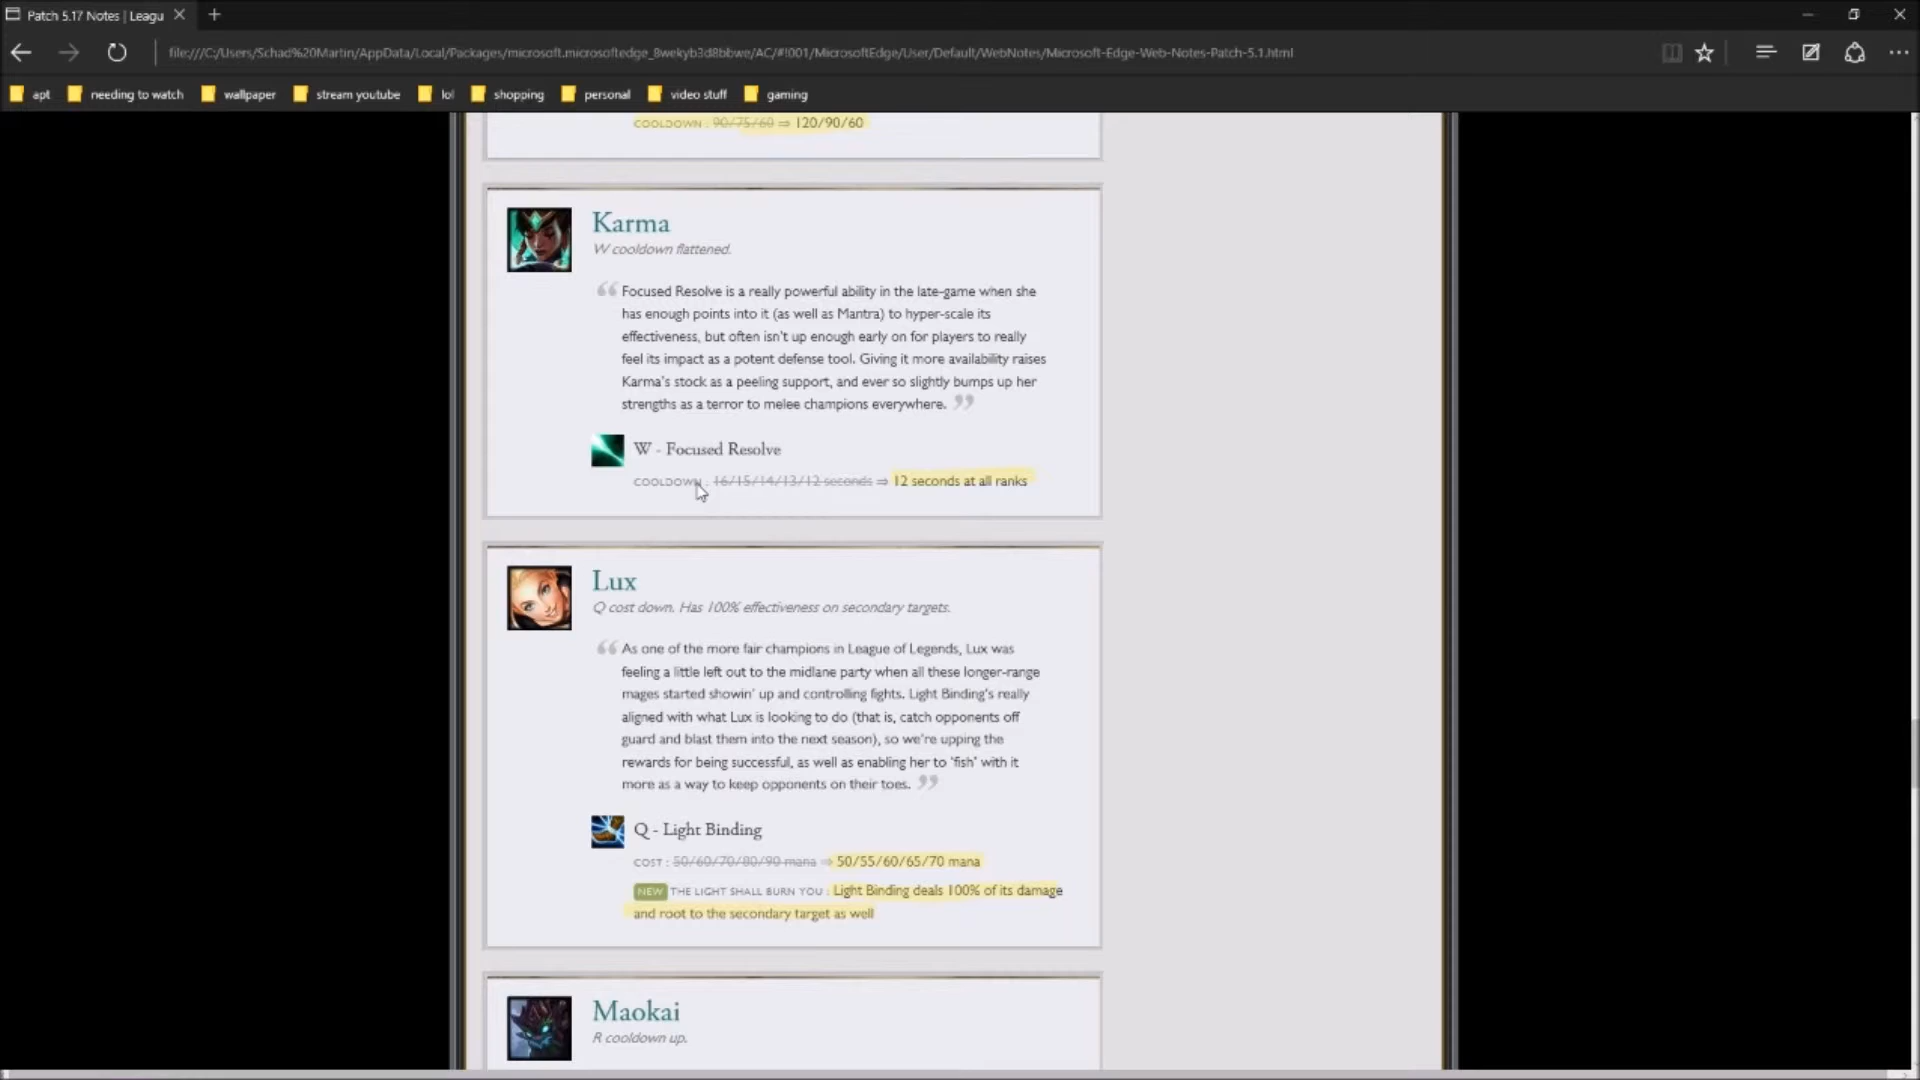 Patch 5.17 Notes | Leagu
file:///C:/Users/Schad%20Martin/AppData/Local/Packages/microsoft.microsoftedge_8wekyb3d8bbwe/AC/#!001/MicrosoftEdge/User/Default/WebNotes/Microsoft-Edge-Web-Notes-Patch-5.1.html
apt needing to watch wallpaper stream youtube lol shopping personal video stuff gaming
COOLDOWN : 90/75/60 ⇒ 120/90/60
Karma
W cooldown flattened.
“ Focused Resolve is a really powerful ability in the late-game when she
has enough points into it (as well as Mantra) to hyper-scale its
effectiveness, but often isn't up enough early on for players to really
feel its impact as a potent defense tool. Giving it more availability raises
Karma's stock as a peeling support, and ever so slightly bumps up her
strengths as a terror to melee champions everywhere. ”
W - Focused Resolve
COOLDOWN : 16/15/14/13/12 seconds ⇒ 12 seconds at all ranks
Lux
Q cost down. Has 100% effectiveness on secondary targets.
“ As one of the more fair champions in League of Legends, Lux was
feeling a little left out to the midlane party when all these longer-range
mages started showin' up and controlling fights. Light Binding's really
aligned with what Lux is looking to do (that is, catch opponents off
guard and blast them into the next season), so we're upping the
rewards for being successful, as well as enabling her to 'fish' with it
more as a way to keep opponents on their toes. ”
Q - Light Binding
COST : 50/60/70/80/90 mana ⇒ 50/55/60/65/70 mana
NEW THE LIGHT SHALL BURN YOU : Light Binding deals 100% of its damage
and root to the secondary target as well
Maokai
R cooldown up.